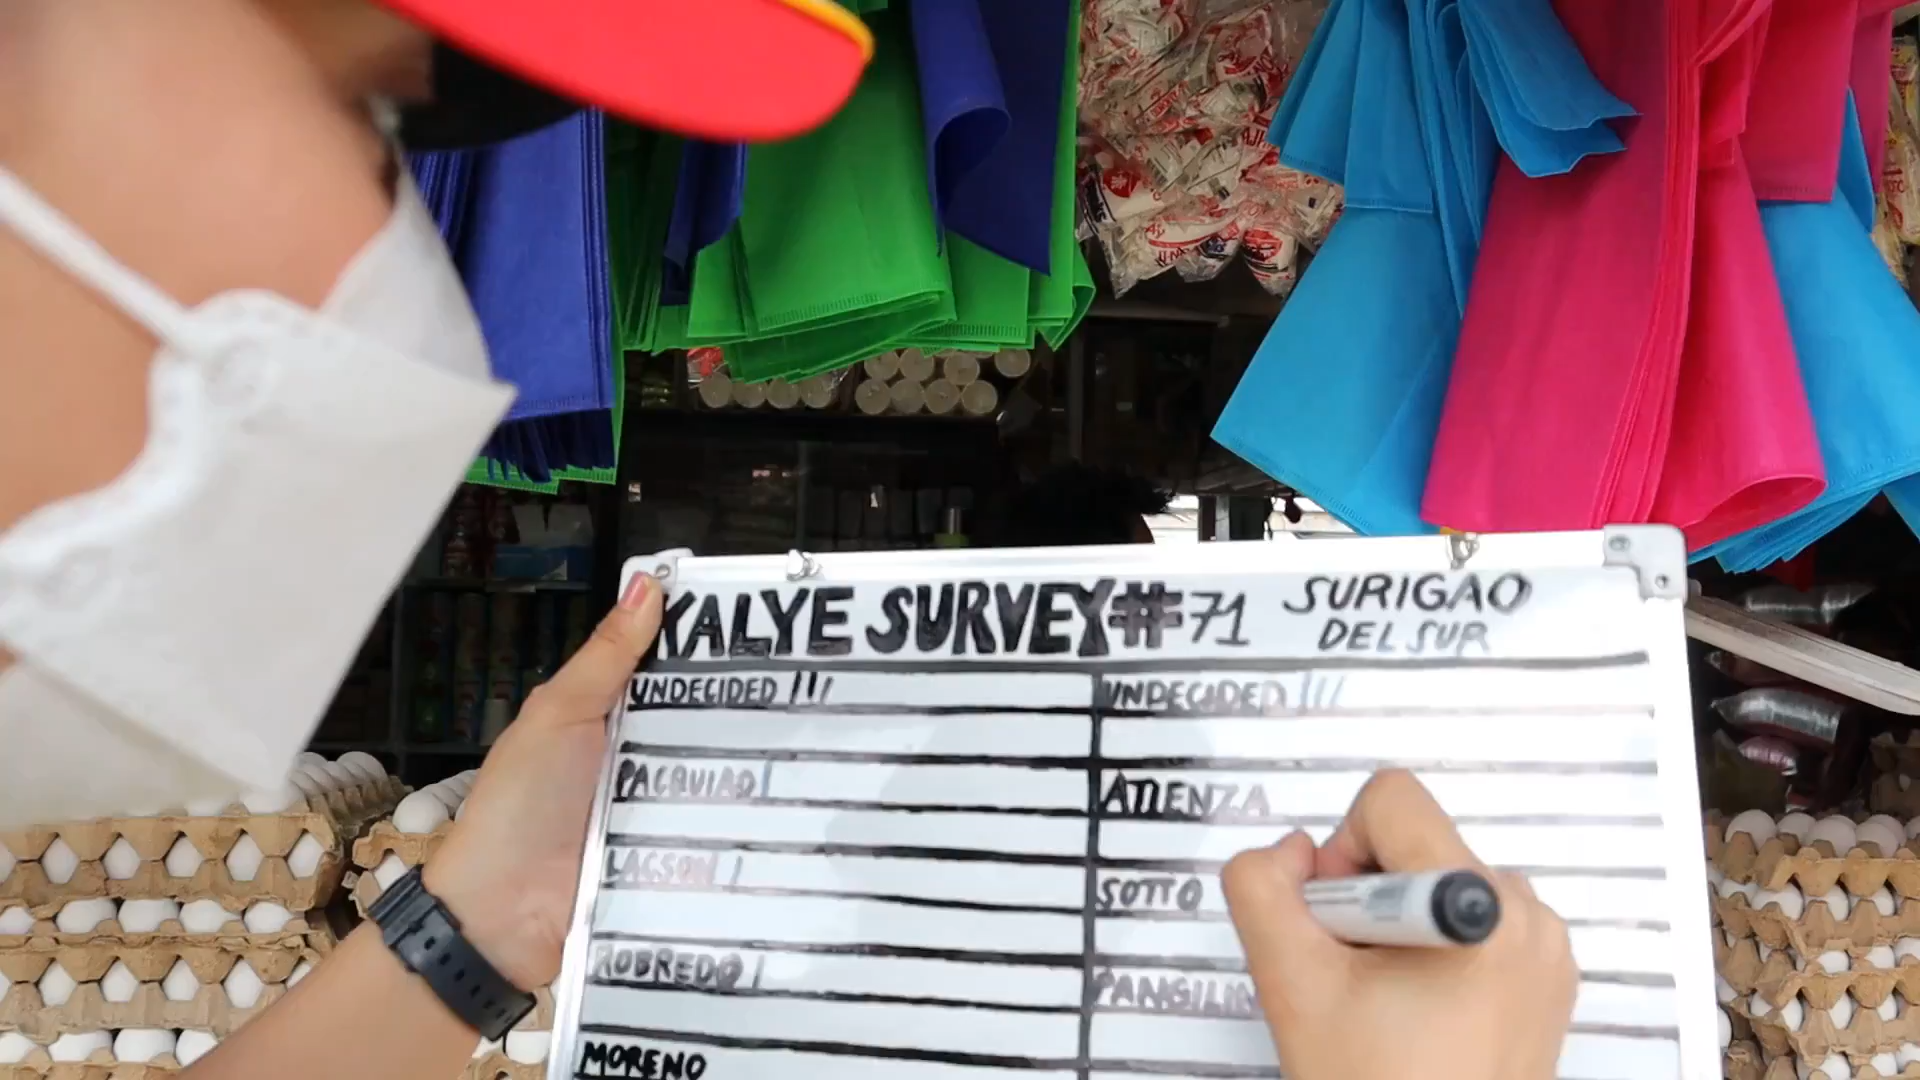 KALYE SURVEY #71 SURIGAO DEL SUR
UNDECIDED
UNDECIDED
PACQUIAO
ATIENZA
LACSON
SOTTO
ROBREDO
MORENO